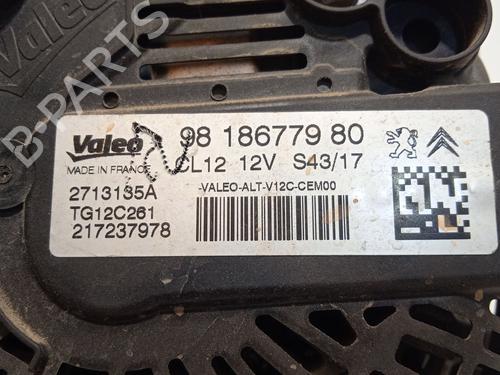 Valeo
B-PARTS
Valeo
98 186779 80
MADE IN FRANCE
CL12 12V S43/17
2713135A
-VALEO-ALT-V12C-CEM00
TG12C261
217237978